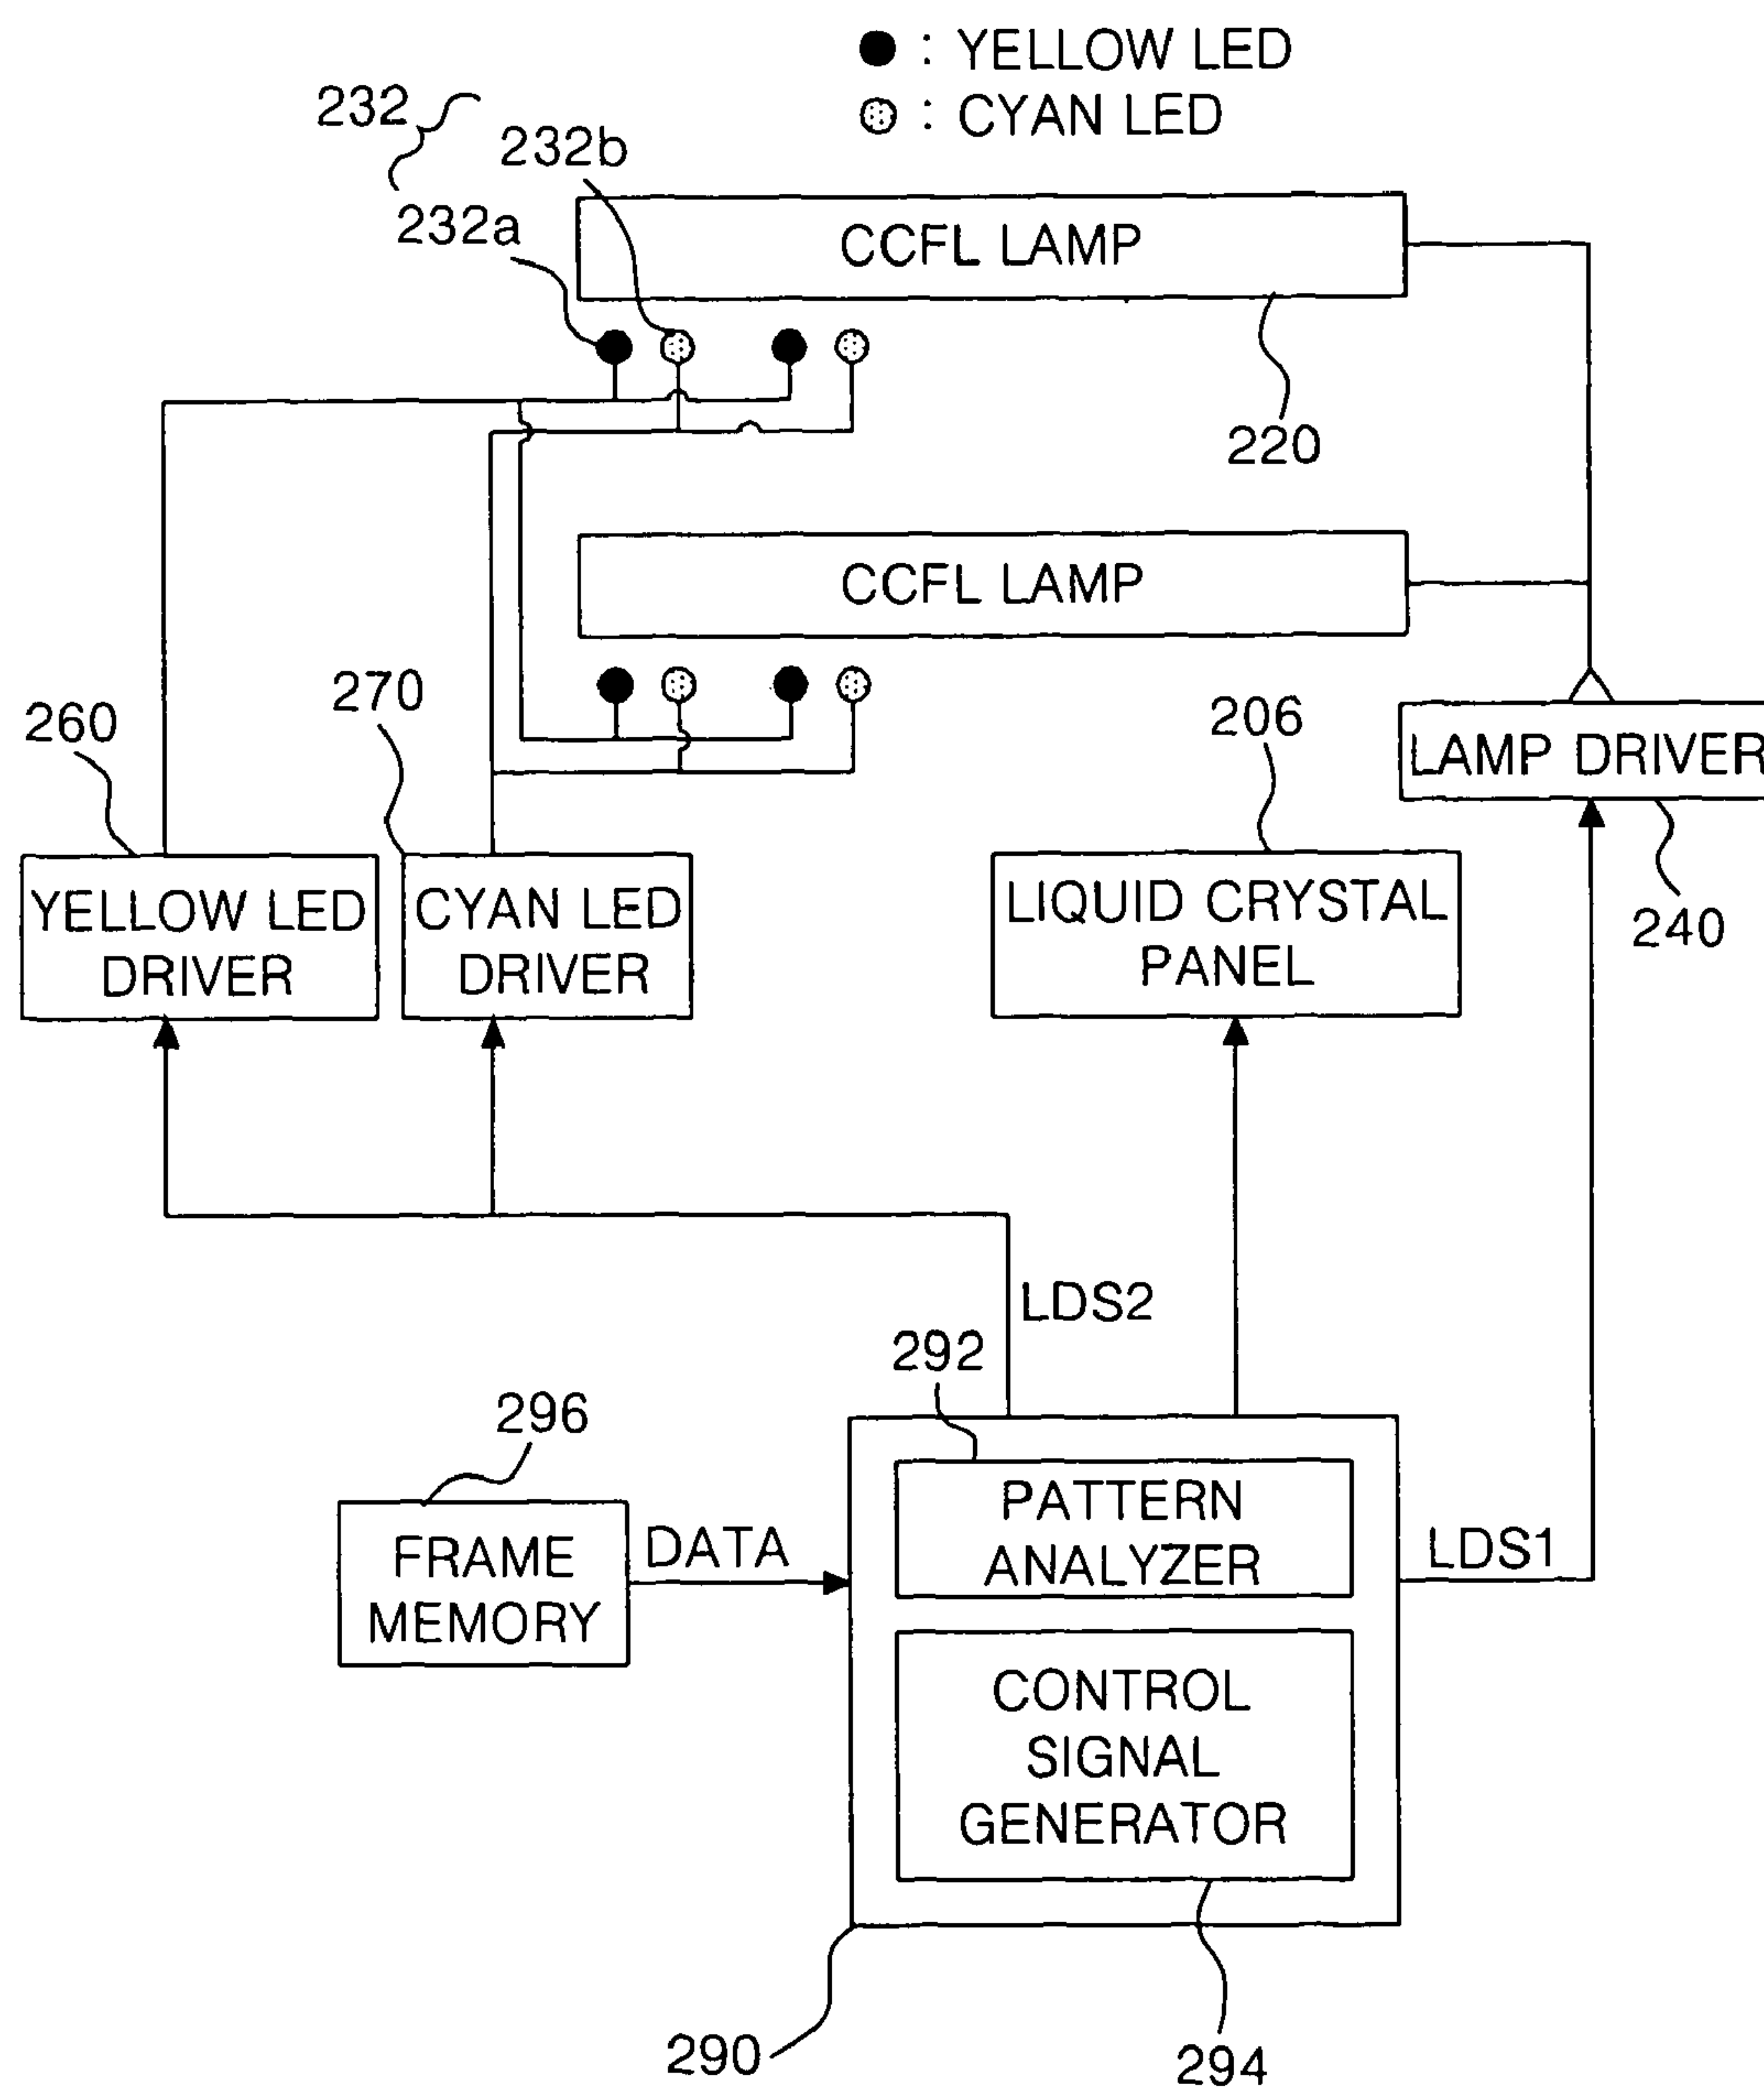 : YELLOW LED
: CYAN LED
232
232b
232a
CCFL LAMP
220
CCFL LAMP
260
270
206
LAMP DRIVER
YELLOW LED
DRIVER
CYAN LED
DRIVER
LIQUID CRYSTAL
PANEL
240
LDS2
292
296
FRAME
MEMORY
DATA
PATTERN
ANALYZER
LDS1
CONTROL
SIGNAL
GENERATOR
290
294